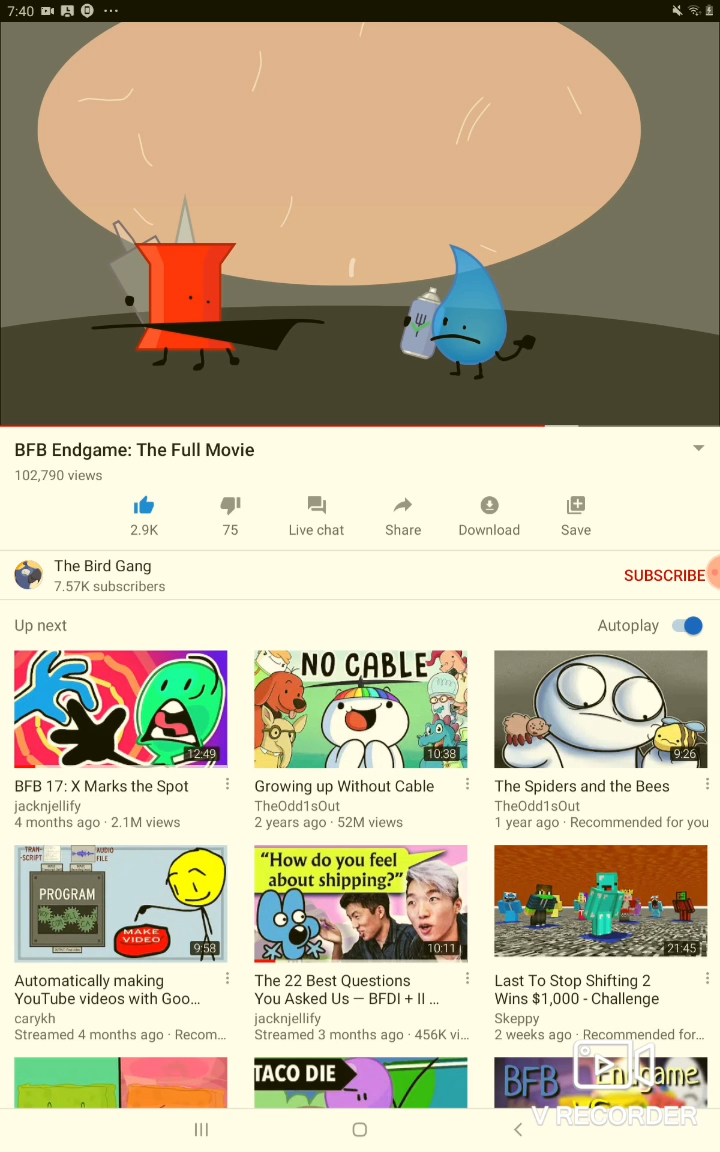 7:40
BFB Endgame: The Full Movie
102,790 views
2.9K
75
Live chat
Share
Download
Save
The Bird Gang
7.57K subscribers
SUBSCRIBE
Up next
Autoplay
12:49
NO CABLE
10:38
9:26
BFB 17: X Marks the Spot
jacknjellify
4 months ago · 2.1M views
Growing up Without Cable
TheOdd1sOut
2 years ago · 52M views
The Spiders and the Bees
TheOdd1sOut
1 year ago · Recommended for you
TRAN-
-SCRIPT
AUDIO
FILE
PROGRAM
MAKE
VIDEO
9:58
“How do you feel
about shipping?”
10:11
21:45
Automatically making
YouTube videos with Goo...
carykh
Streamed 4 months ago · Recom...
The 22 Best Questions
You Asked Us — BFDI + II ...
jacknjellify
Streamed 3 months ago · 456K vi...
Last To Stop Shifting 2
Wins $1,000 - Challenge
Skeppy
2 weeks ago · Recommended for...
TACO DIE
BFB Endgame
V RECORDER